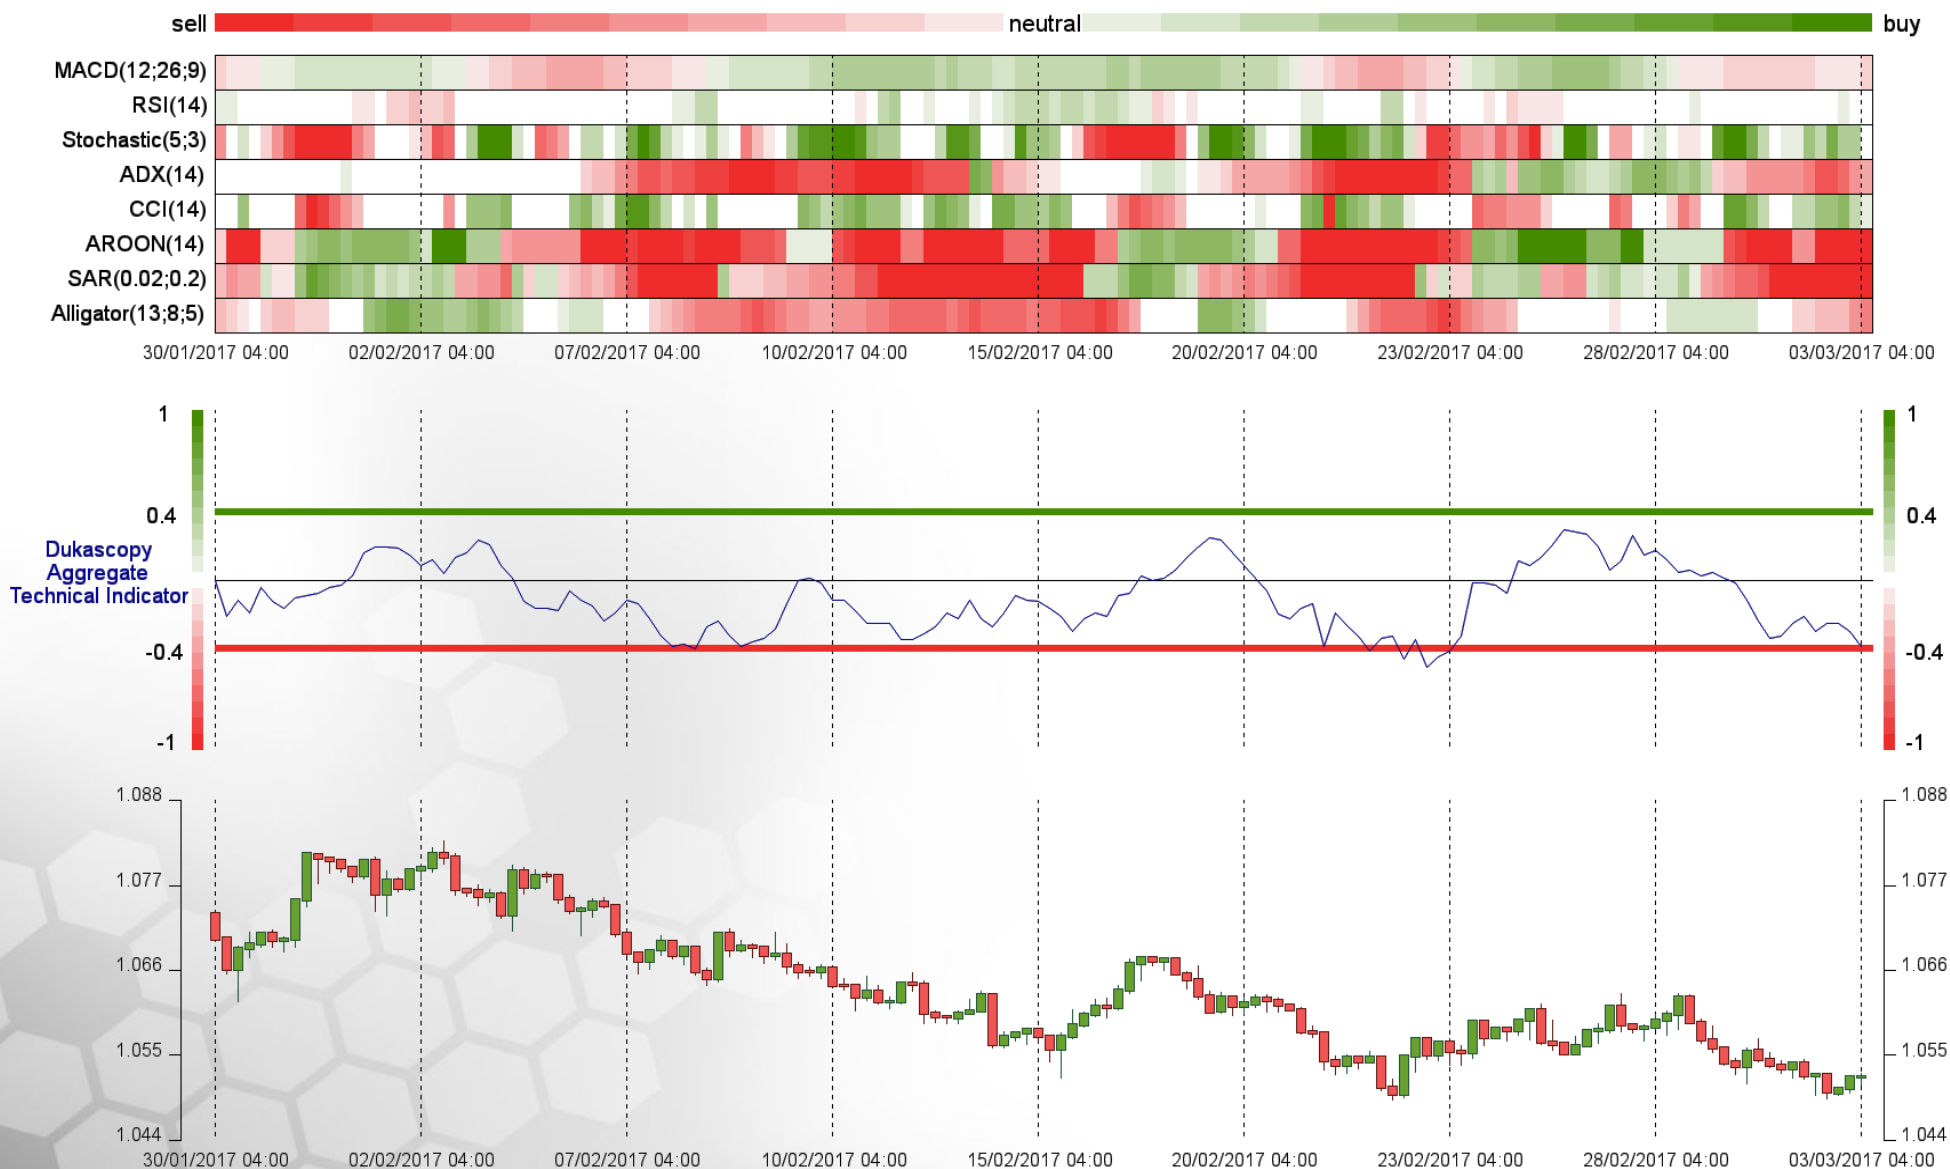 sell neutral buy
MACD(12;26;9)
RSI(14)
Stochastic(5;3)
ADX(14)
CCI(14)
AROON(14)
SAR(0.02;0.2)
Alligator(13;8;5)
30/01/2017 04:00 02/02/2017 04:00 07/02/2017 04:00 10/02/2017 04:00 15/02/2017 04:00 20/02/2017 04:00 23/02/2017 04:00 28/02/2017 04:00 03/03/2017 04:00
1 1
0.4 0.4
Dukascopy
Aggregate
Technical Indicator
-0.4 -0.4
-1 -1
1.088 1.088
1.077 1.077
1.066 1.066
1.055 1.055
1.044 1.044
30/01/2017 04:00 02/02/2017 04:00 07/02/2017 04:00 10/02/2017 04:00 15/02/2017 04:00 20/02/2017 04:00 23/02/2017 04:00 28/02/2017 04:00 03/03/2017 04:00